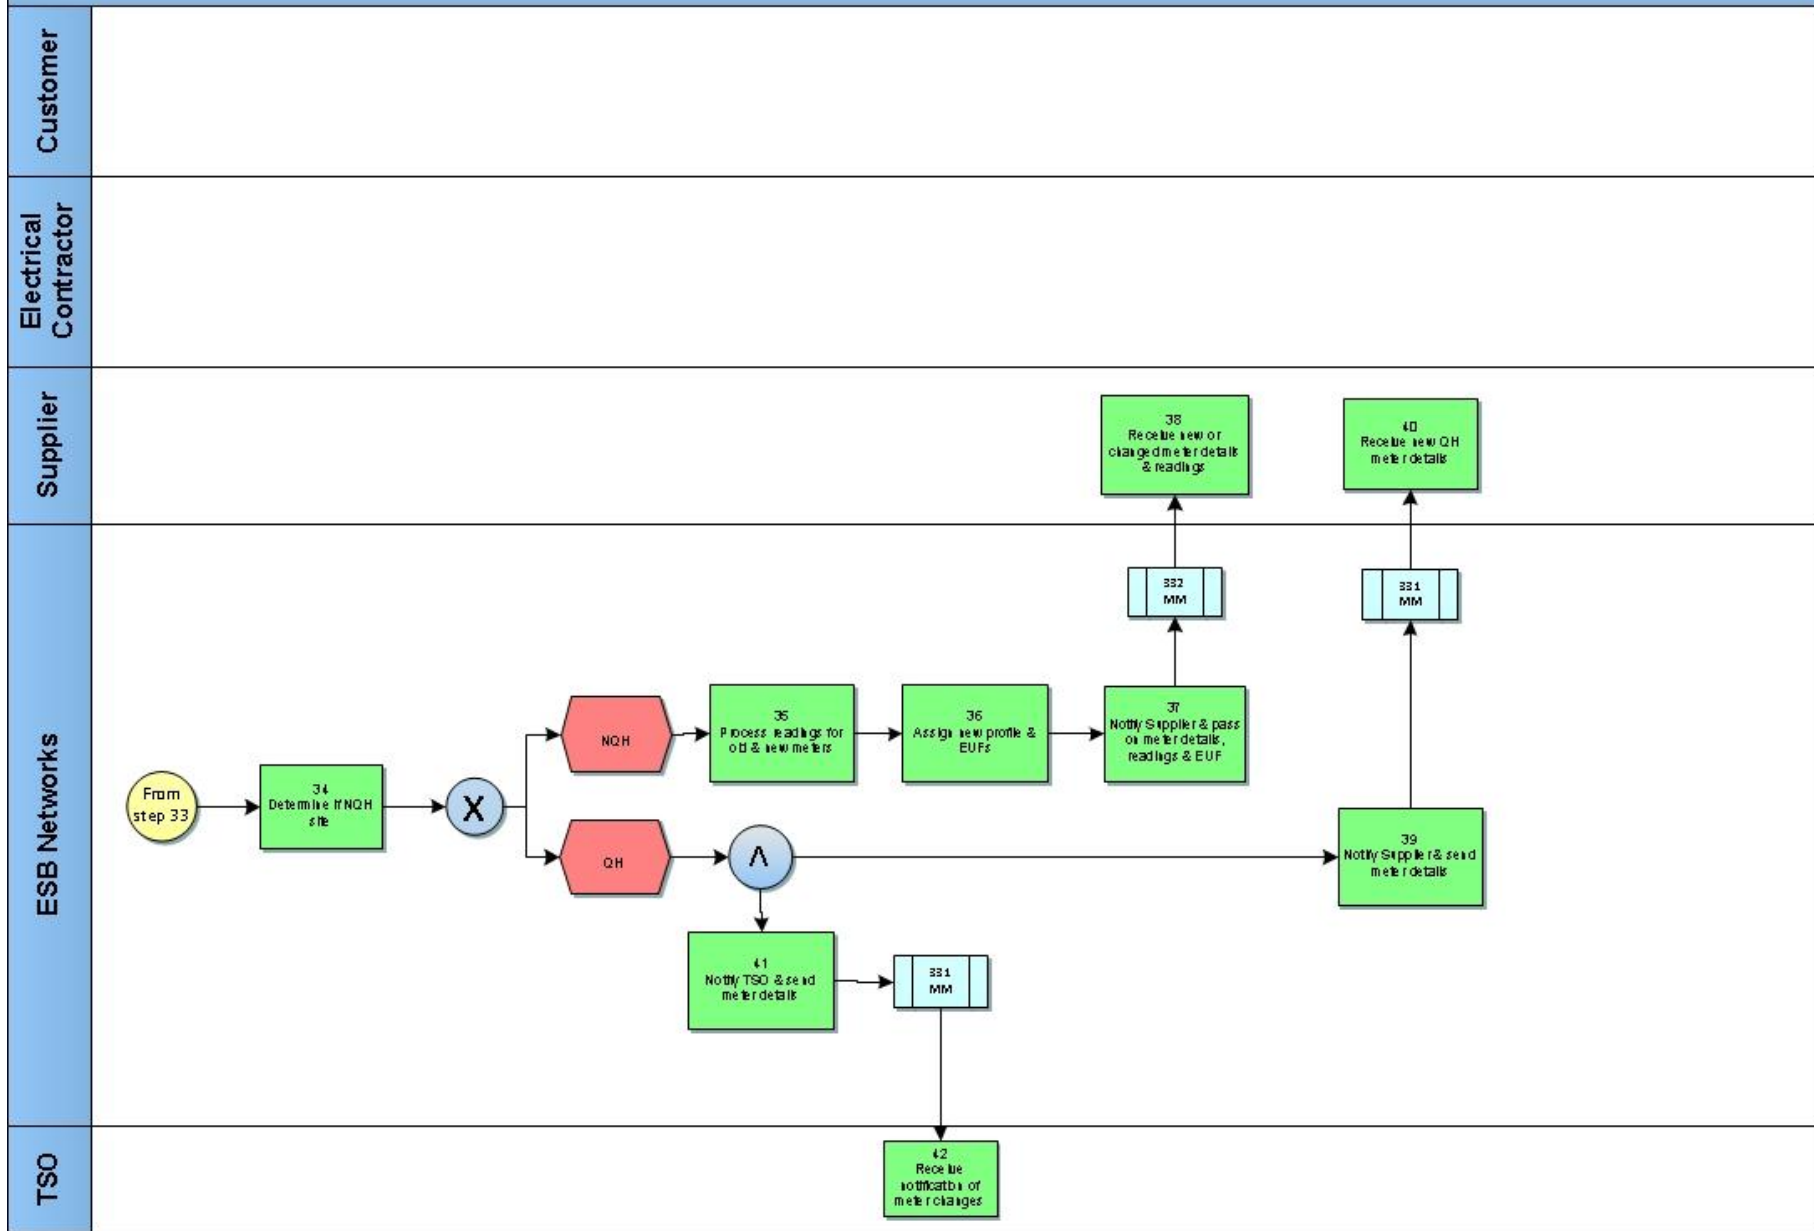 Customer
Electrical
Contractor
Supplier
ESB Networks
TSO
38
Receive new or
changed meter details
& readings
40
Receive new QH
meter details
332
MM
331
MM
NQH
35
Process readings for
old & new meters
36
Assign new profile &
EUFs
37
Notify Supplier & pass
on meter details,
readings & EUF
From
step 33
34
Determine if NQH
site
X
QH
Λ
39
Notify Supplier & send
meter details
41
Notify TSO & send
meter details
331
MM
42
Receive
notification of
meter changes